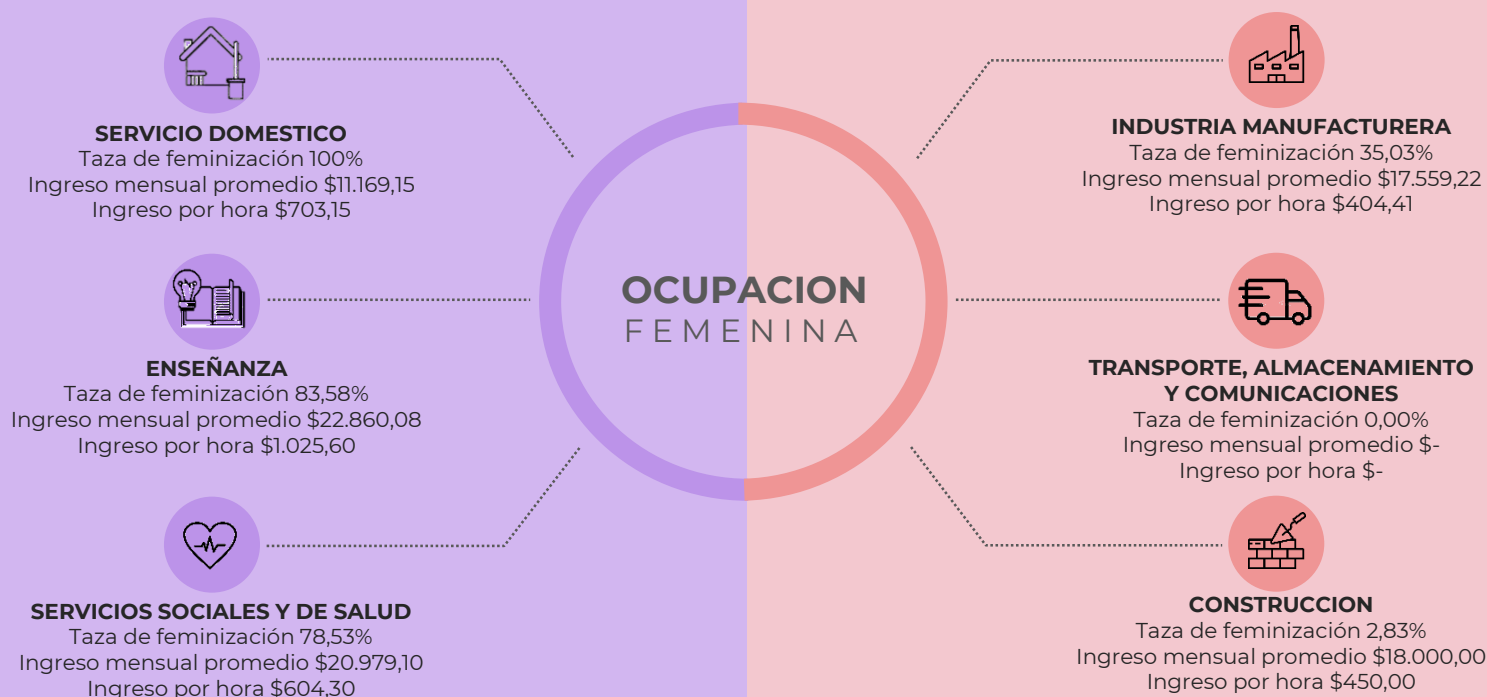 SERVICIO DOMESTICO
Taza de feminización 100%
Ingreso mensual promedio $11.169,15
Ingreso por hora $703,15
ENSEÑANZA
Taza de feminización 83,58%
Ingreso mensual promedio $22.860,08
Ingreso por hora $1.025,60
SERVICIOS SOCIALES Y DE SALUD
Taza de feminización 78,53%
Ingreso mensual promedio $20.979,10
Ingreso por hora $604,30
OCUPACION
FEMENINA
INDUSTRIA MANUFACTURERA
Taza de feminización 35,03%
Ingreso mensual promedio $17.559,22
Ingreso por hora $404,41
TRANSPORTE, ALMACENAMIENTO
Y COMUNICACIONES
Taza de feminización 0,00%
Ingreso mensual promedio $-
Ingreso por hora $-
CONSTRUCCION
Taza de feminización 2,83%
Ingreso mensual promedio $18.000,00
Ingreso por hora $450,00